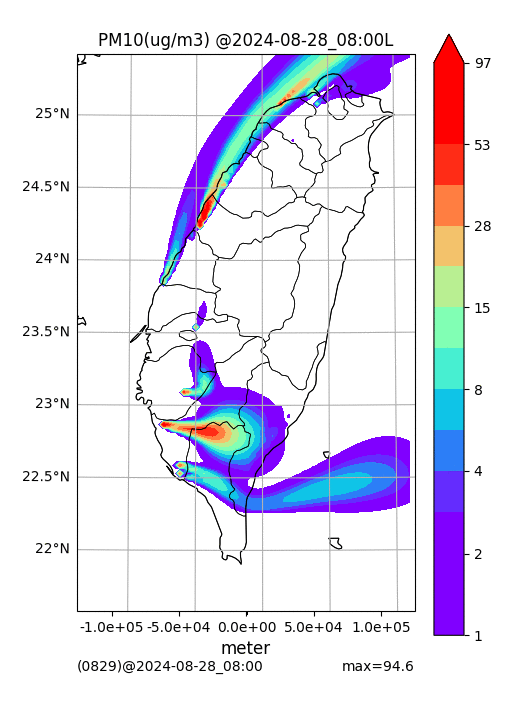 PM10(ug/m3) @2024-08-28_08:00L
97
25°N
53
24.5°N
28
24°N
15
23.5°N
8
23°N
4
22.5°N
2
22°N
1
-1.0e+05 -5.0e+04 0.0e+00 5.0e+04 1.0e+05
meter
(0829)@2024-08-28_08:00 max=94.6